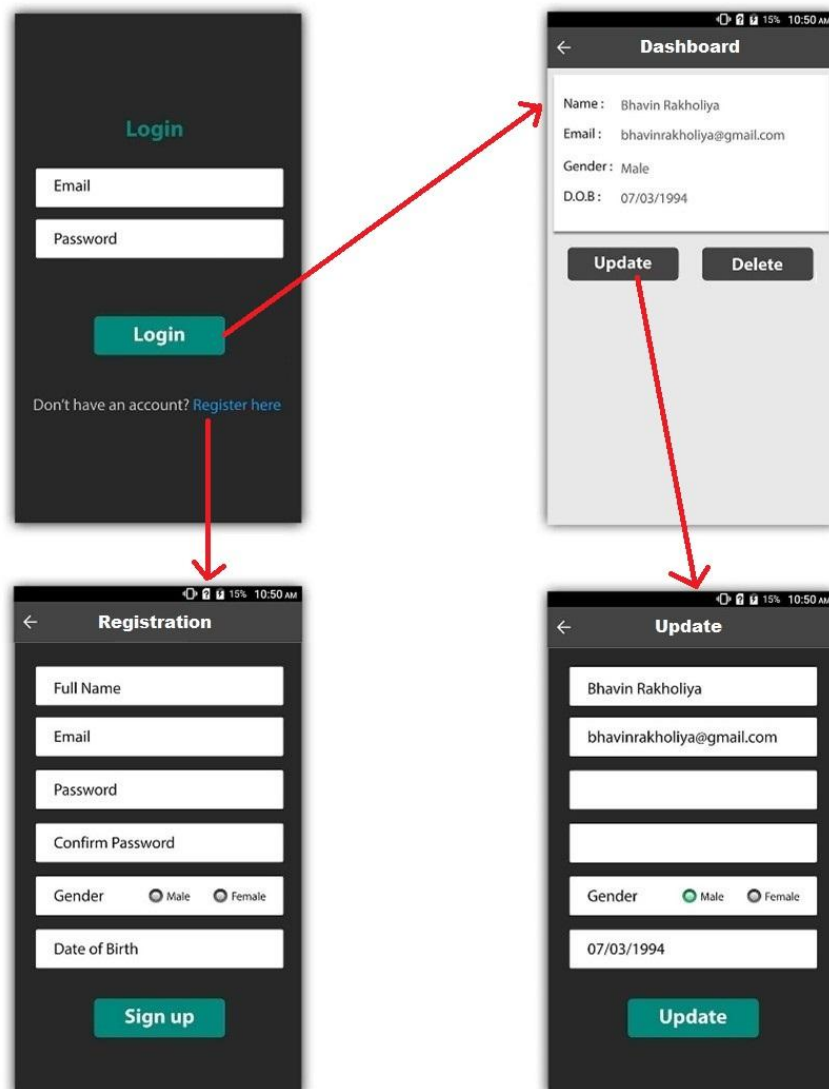 Login
Email
Password
Login
Don't have an account? Register here
15% 10:50 AM
Dashboard
Name : Bhavin Rakholiya
Email : bhavinrakholiya@gmail.com
Gender : Male
D.O.B : 07/03/1994
Update Delete
15% 10:50 AM
Registration
Full Name
Email
Password
Confirm Password
Gender Male Female
Date of Birth
Sign up
15% 10:50 AM
Update
Bhavin Rakholiya
bhavinrakholiya@gmail.com
Gender Male Female
07/03/1994
Update